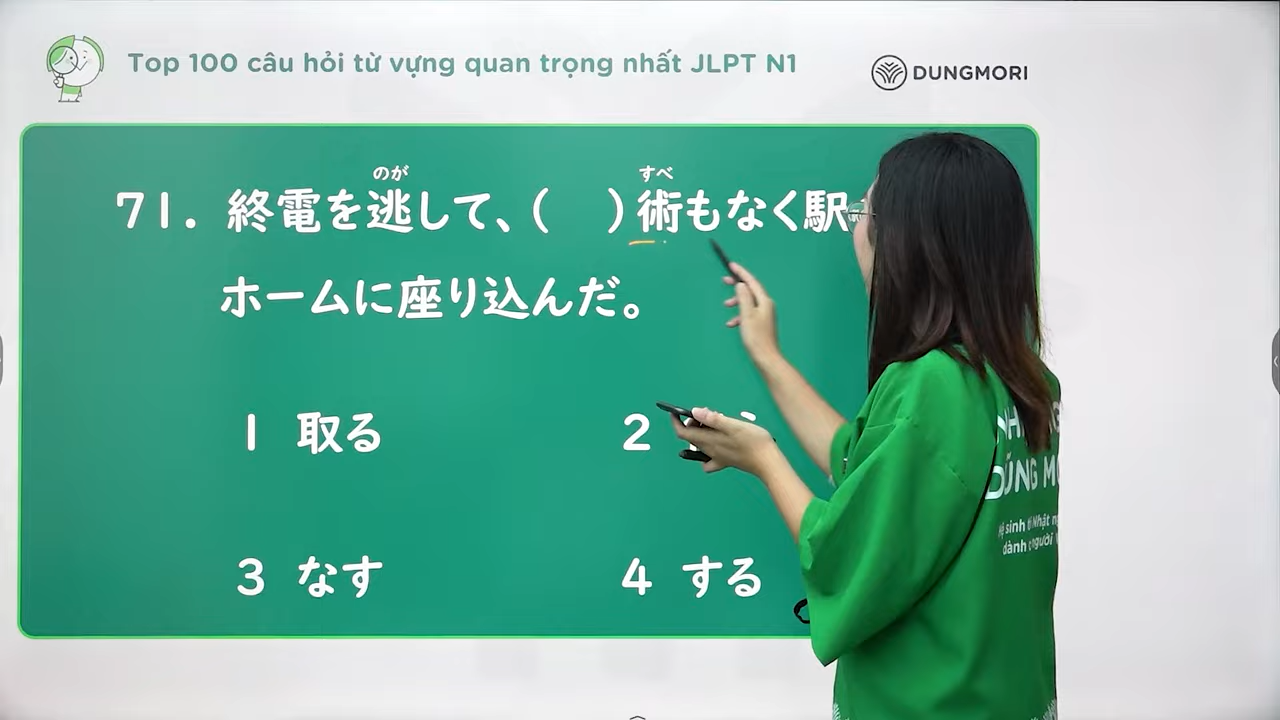 Top 100 câu hỏi từ vựng quan trọng nhất JLPT N1
DUNGMORI
のが すべ
71. 終電を逃して、( )術もなく駅
ホームに座り込んだ。
1 取る
2
3 なす
4 する
DŨNG
dành